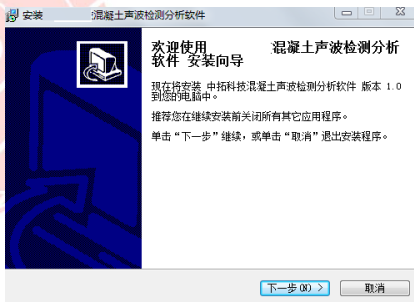 安装 混凝土声波检测分析软件
欢迎使用 混凝土声波检测分析
软件 安装向导
现在将安装 中拓科技混凝土声波检测分析软件 版本 1.0
到您的电脑中。
推荐您在继续安装前关闭所有其它应用程序。
单击“下一步”继续，或单击“取消”退出安装程序。
下一步(N) > 取消